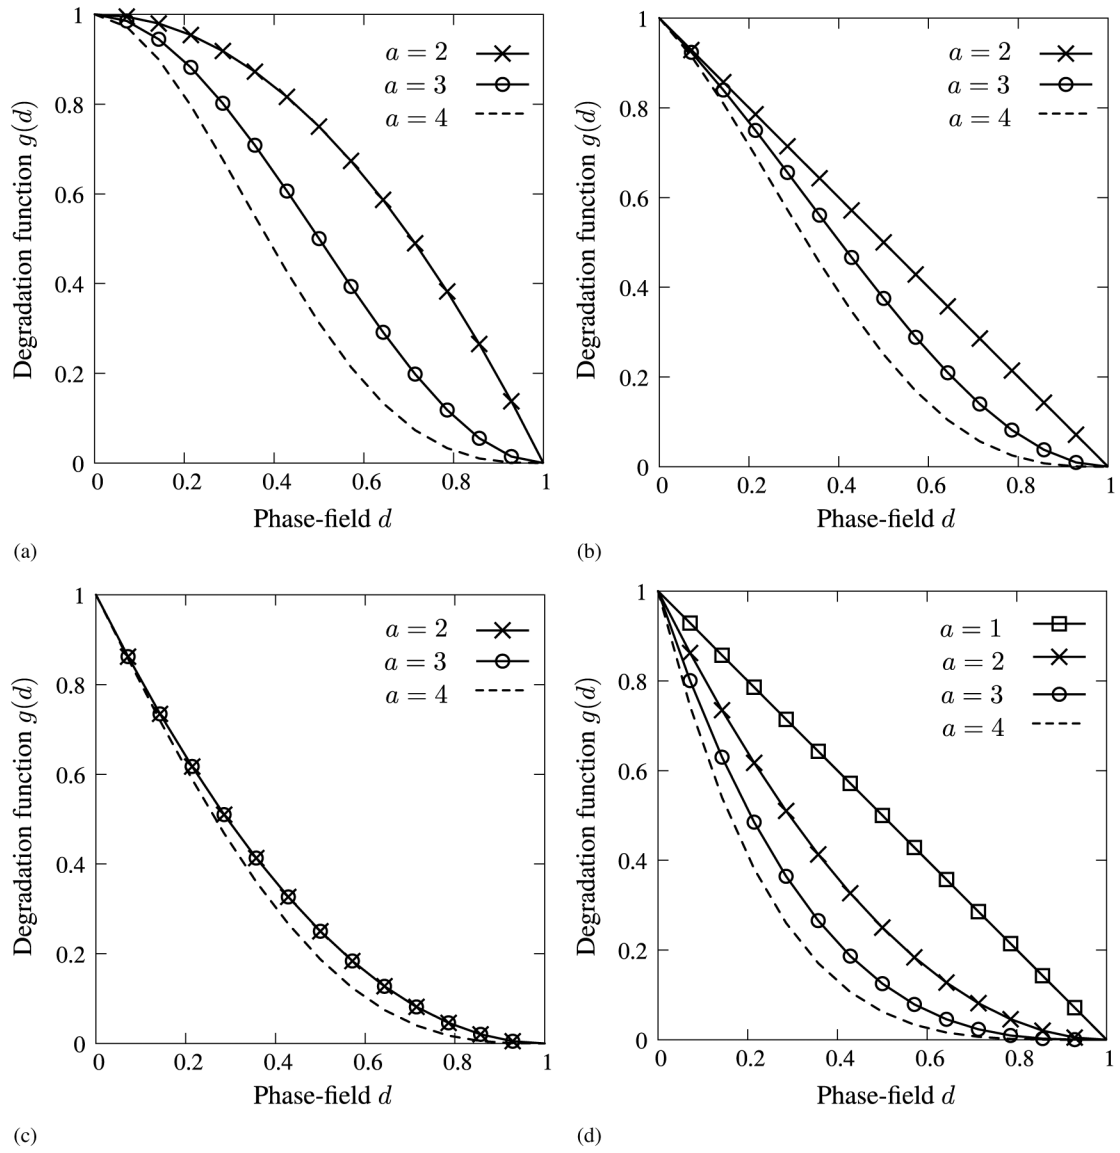 1
0.8
0.6
0.4
0.2
0
0
0.2
0.4
0.6
0.8
1
Degradation function g(d)
Phase-field d
a = 2
a = 3
a = 4
(a)
1
0.8
0.6
0.4
0.2
0
0
0.2
0.4
0.6
0.8
1
Degradation function g(d)
Phase-field d
a = 2
a = 3
a = 4
(b)
1
0.8
0.6
0.4
0.2
0
0
0.2
0.4
0.6
0.8
1
Degradation function g(d)
Phase-field d
a = 2
a = 3
a = 4
(c)
1
0.8
0.6
0.4
0.2
0
0
0.2
0.4
0.6
0.8
1
Degradation function g(d)
Phase-field d
a = 1
a = 2
a = 3
a = 4
(d)